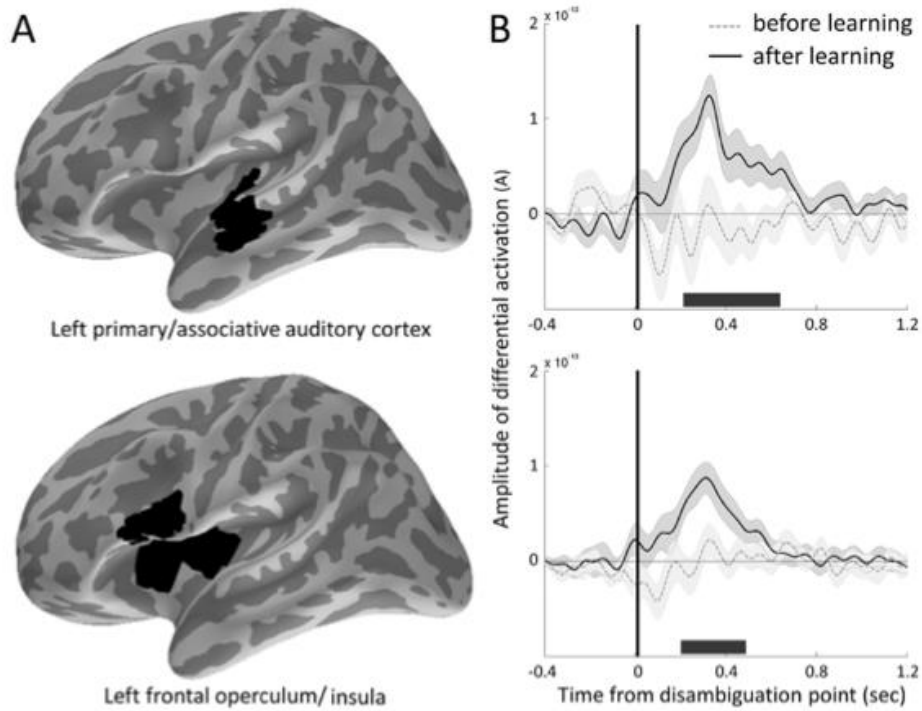 A
Left primary/associative auditory cortex
Left frontal operculum/ insula
B
before learning
after learning
Amplitude of differential activation (A)
2 x 10
1
0
-0.4 0 0.4 0.8 1.2
2 x 10
1
0
-0.4 0 0.4 0.8 1.2
Time from disambiguation point (sec)